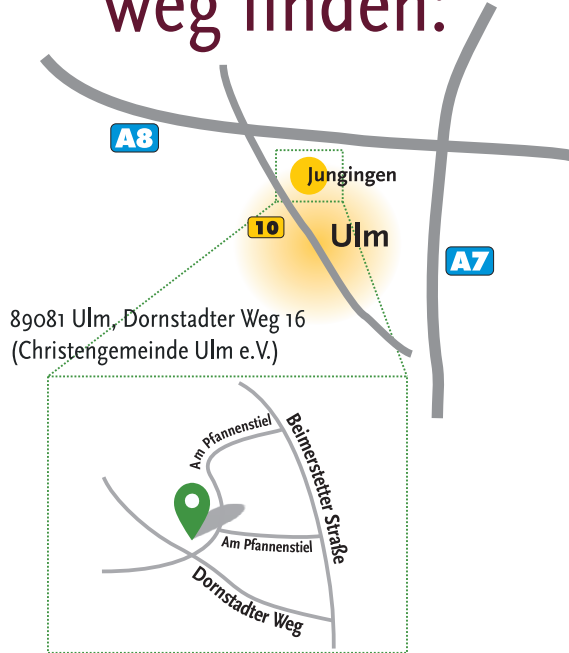 weg finden:
A8
Jungingen
10
Ulm
A7
89081 Ulm, Dornstadter Weg 16
(Christengemeinde Ulm e.V.)
Am Pfannenstiel
Beimerstetter Straße
Am Pfannenstiel
Dornstadter Weg